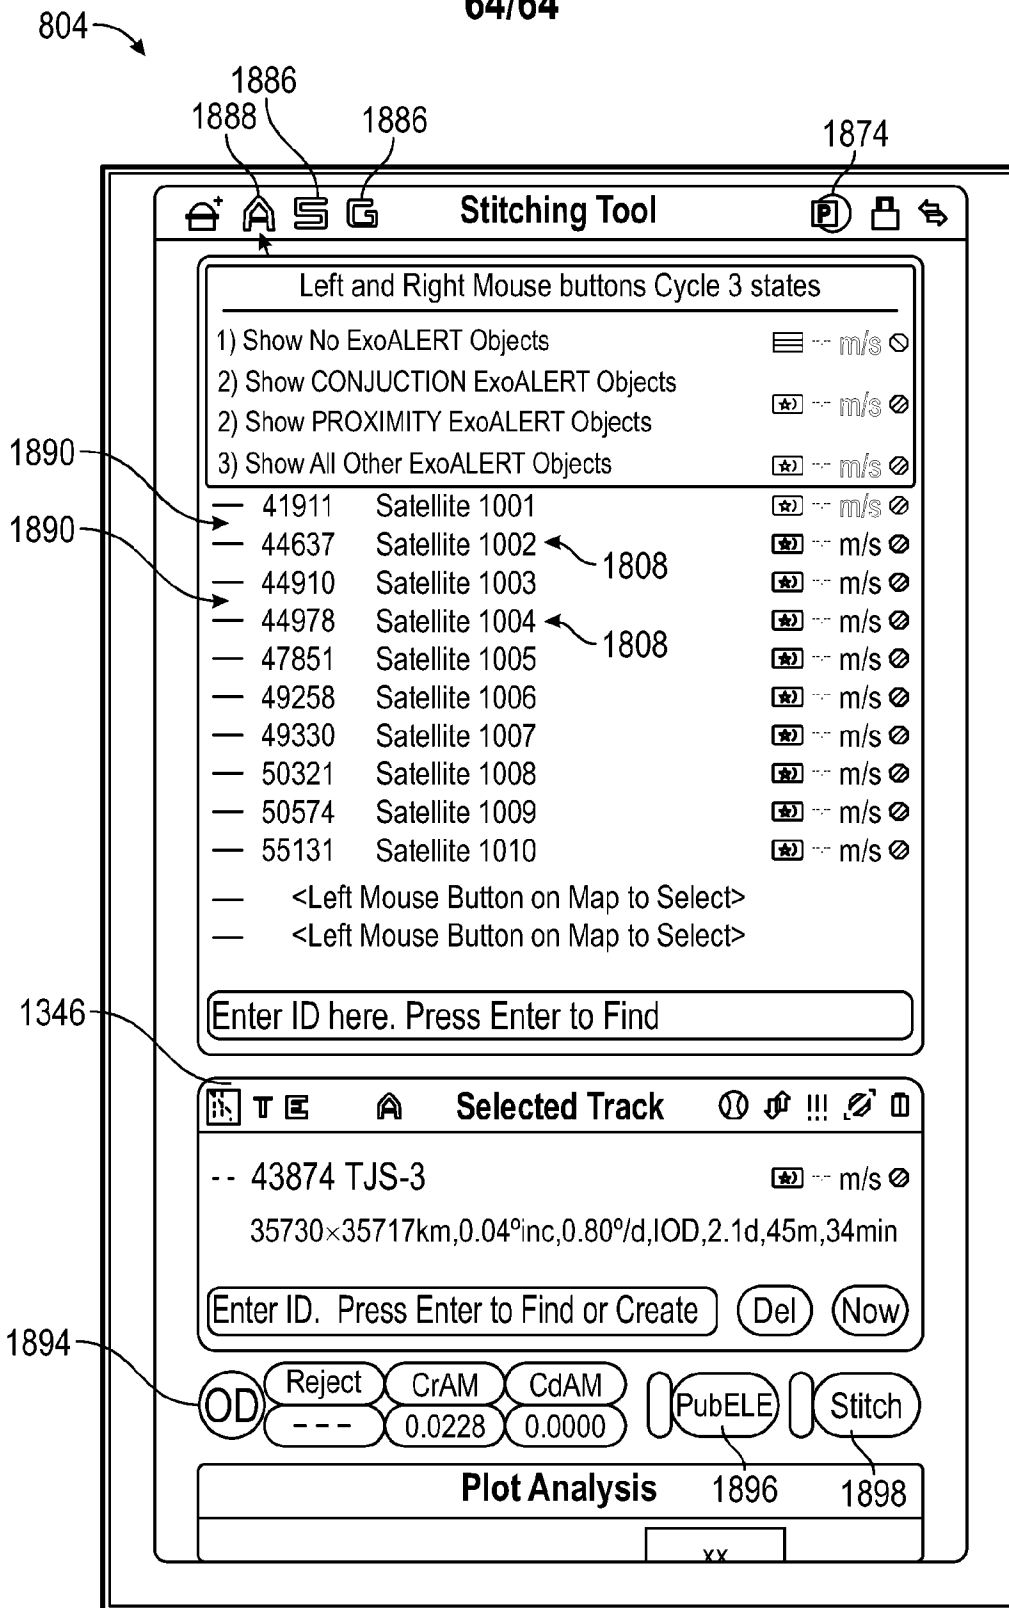 64/64
804
1886
1888
1886
1874
A S G Stitching Tool P
Left and Right Mouse buttons Cycle 3 states
1) Show No ExoALERT Objects -.- m/s
2) Show CONJUCTION ExoALERT Objects
2) Show PROXIMITY ExoALERT Objects -.- m/s
3) Show All Other ExoALERT Objects -.- m/s
1890
1890
— 41911 Satellite 1001 -.- m/s
— 44637 Satellite 1002 -.- m/s
1808
— 44910 Satellite 1003 -.- m/s
— 44978 Satellite 1004 -.- m/s
1808
— 47851 Satellite 1005 -.- m/s
— 49258 Satellite 1006 -.- m/s
— 49330 Satellite 1007 -.- m/s
— 50321 Satellite 1008 -.- m/s
— 50574 Satellite 1009 -.- m/s
— 55131 Satellite 1010 -.- m/s
— <Left Mouse Button on Map to Select>
— <Left Mouse Button on Map to Select>
1346
Enter ID here. Press Enter to Find
T E A Selected Track !!!
-- 43874 TJS-3 -.- m/s
35730×35717km,0.04ºinc,0.80º/d,IOD,2.1d,45m,34min
Enter ID. Press Enter to Find or Create Del Now
1894
OD Reject CrAM CdAM PubELE Stitch
--- 0.0228 0.0000
Plot Analysis
1896
1898
xx